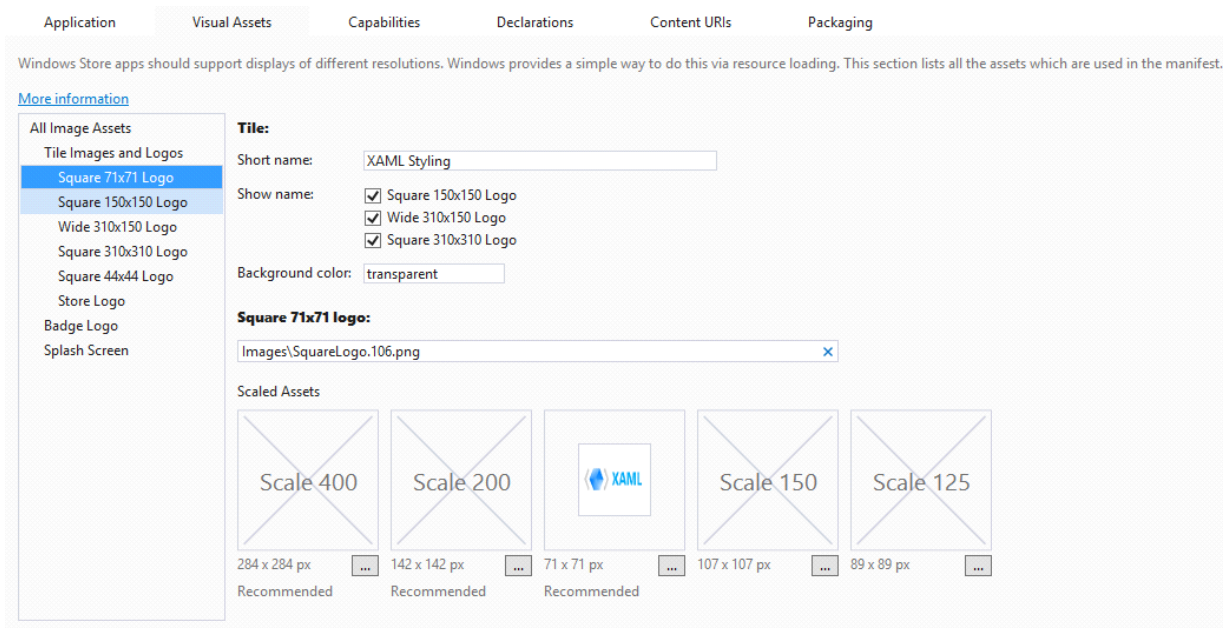 Application Visual Assets Capabilities Declarations Content URIs Packaging
Windows Store apps should support displays of different resolutions. Windows provides a simple way to do this via resource loading. This section lists all the assets which are used in the manifest.
More information
All Image Assets
Tile Images and Logos
Square 71x71 Logo
Square 150x150 Logo
Wide 310x150 Logo
Square 310x310 Logo
Square 44x44 Logo
Store Logo
Badge Logo
Splash Screen
Tile:
Short name: XAML Styling
Show name: Square 150x150 Logo
Wide 310x150 Logo
Square 310x310 Logo
Background color: transparent
Square 71x71 logo:
Images\SquareLogo.106.png
Scaled Assets
Scale 400 Scale 200 XAML Scale 150 Scale 125
284 x 284 px ... 142 x 142 px ... 71 x 71 px ... 107 x 107 px ... 89 x 89 px ...
Recommended Recommended Recommended